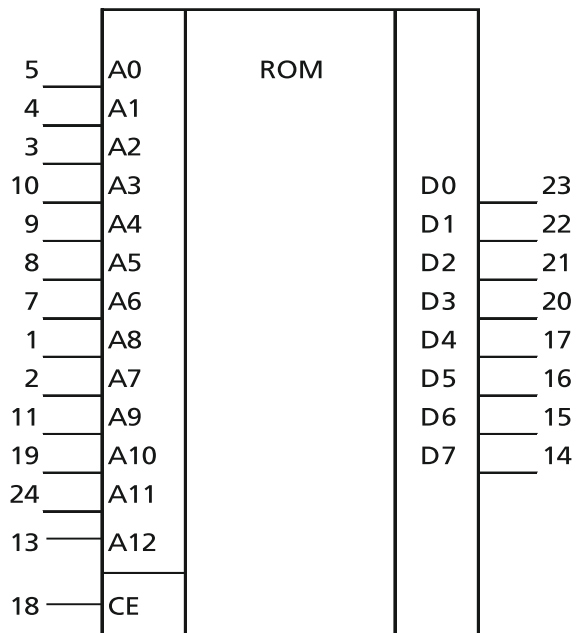 5 A0 ROM
4 A1
3 A2
10 A3 D0 23
9 A4 D1 22
8 A5 D2 21
7 A6 D3 20
1 A8 D4 17
2 A7 D5 16
11 A9 D6 15
19 A10 D7 14
24 A11
13 A12
18 CE